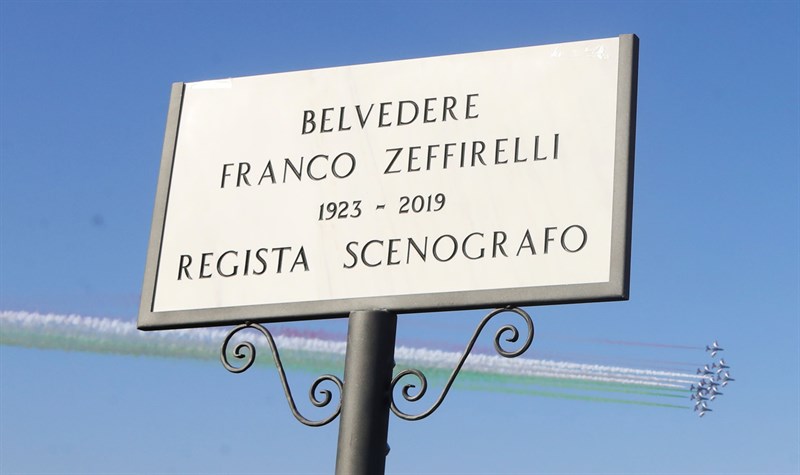 BELVEDERE
FRANCO ZEFFIRELLI
1923 - 2019
REGISTA SCENOGRAFO